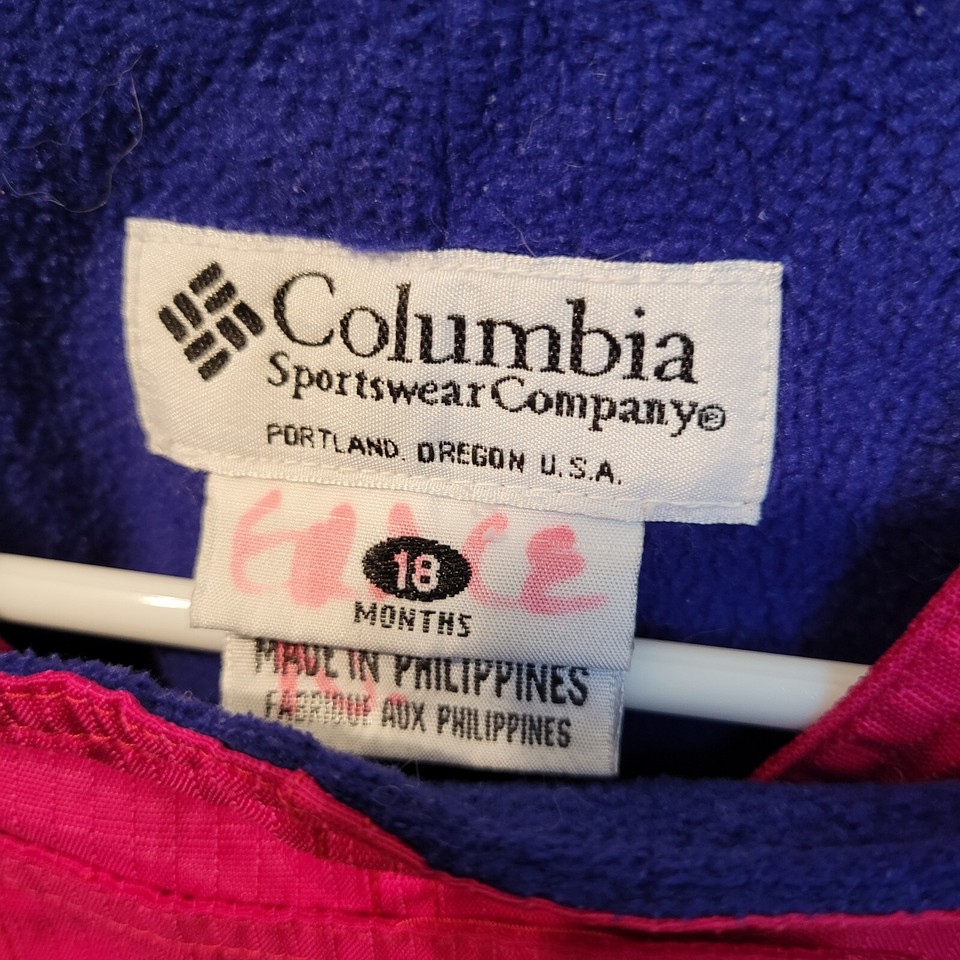 Columbia
Sportswear Company®
PORTLAND, OREGON U.S.A.
18
MONTHS
MADE IN PHILIPPINES
FABRIQUE AUX PHILIPPINES